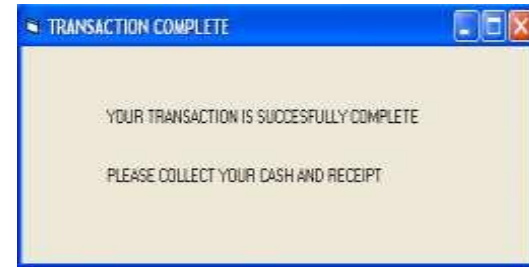 TRANSACTION COMPLETE
YOUR TRANSACTION IS SUCCESFULLY COMPLETE
PLEASE COLLECT YOUR CASH AND RECEIPT